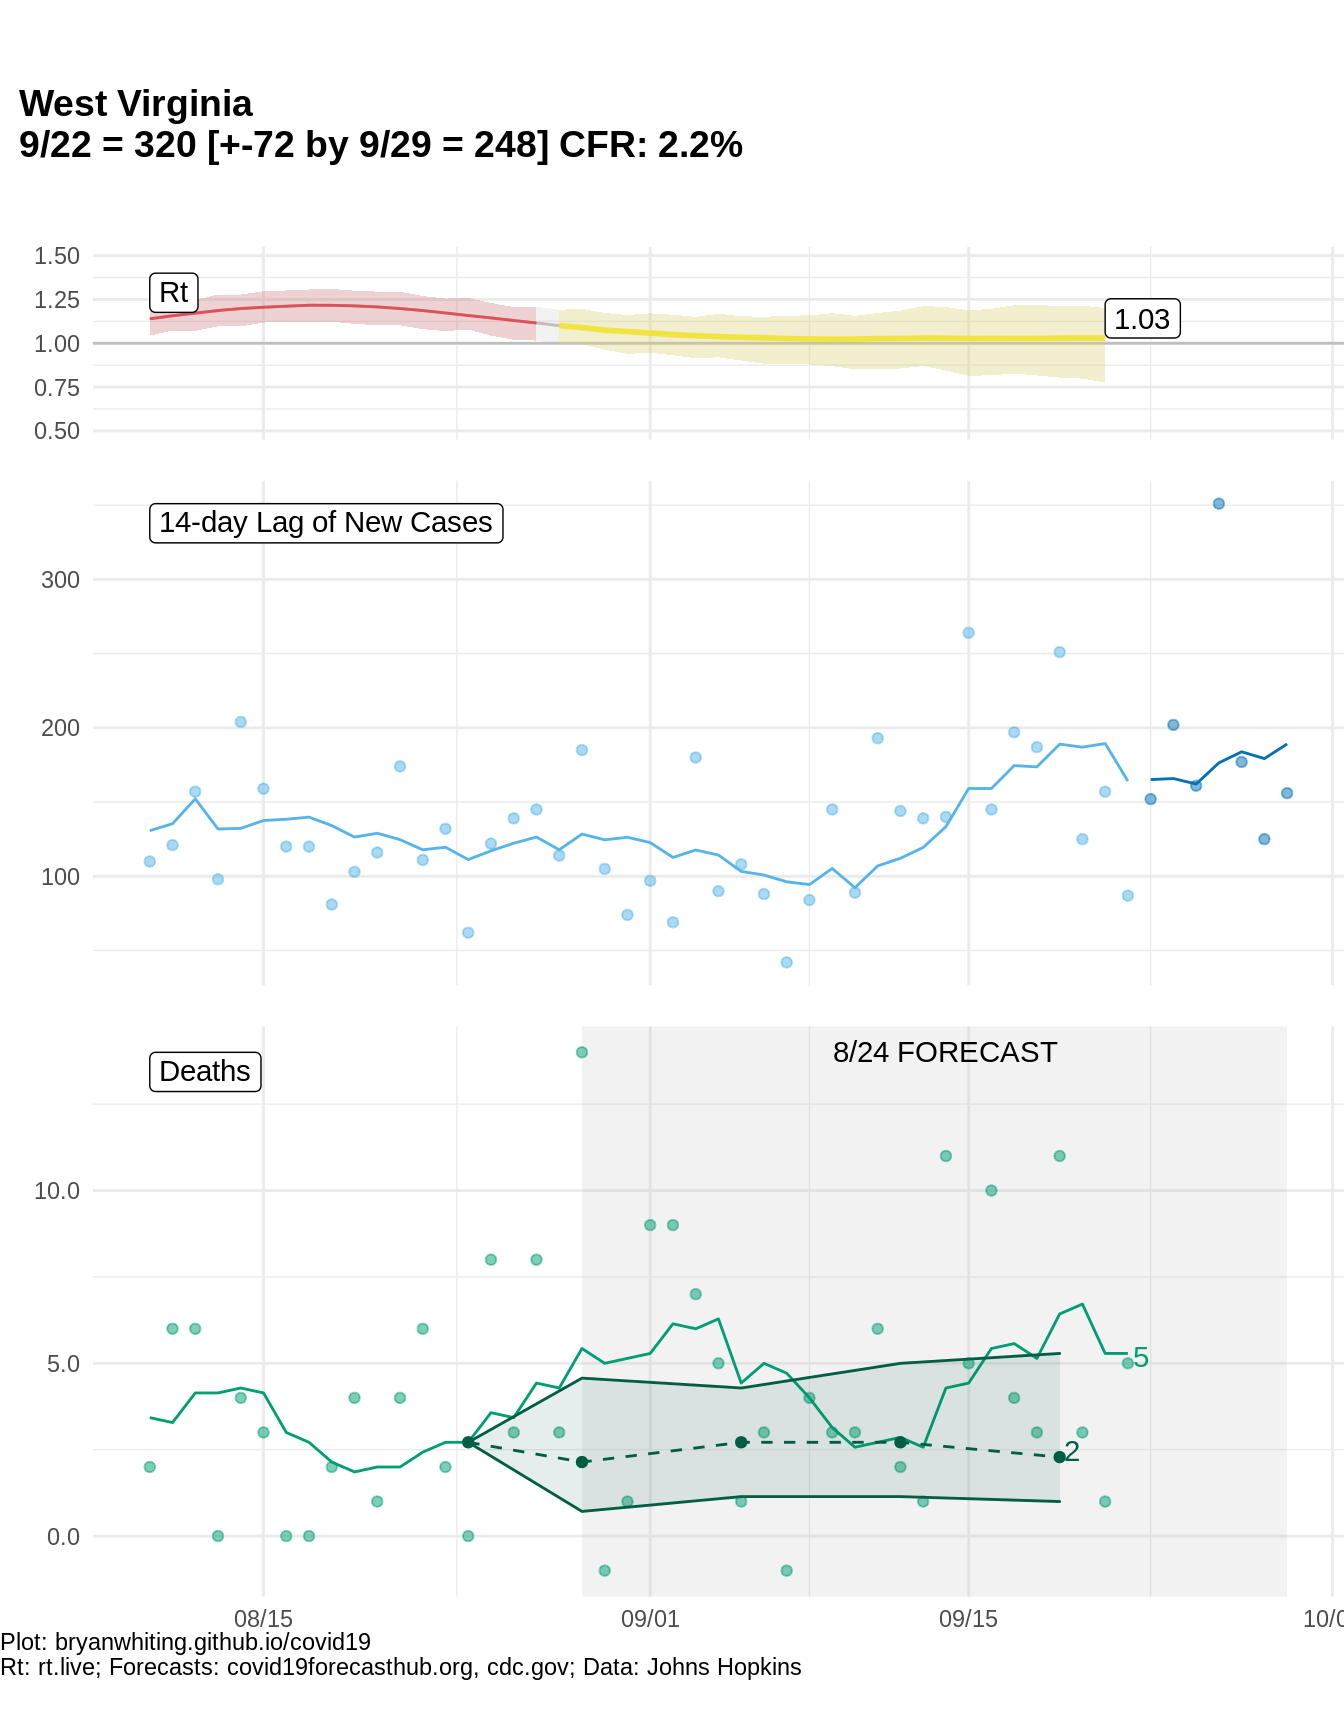 West Virginia
9/22 = 320 [+-72 by 9/29 = 248] CFR: 2.2%
1.50
1.25
1.00
0.75
0.50
Rt
1.03
14-day Lag of New Cases
300
200
100
Deaths
8/24 FORECAST
10.0
5.0
0.0
5
2
08/15
09/01
09/15
10/0
Plot: bryanwhiting.github.io/covid19
Rt: rt.live; Forecasts: covid19forecasthub.org, cdc.gov; Data: Johns Hopkins